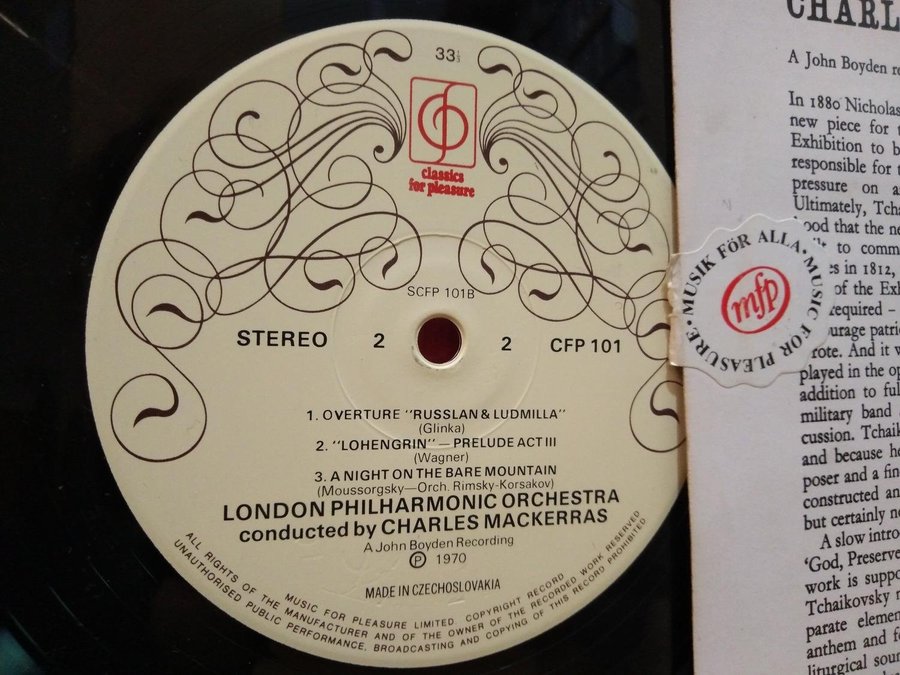 33⅓
classics
for pleasure
SCFP 101B
STEREO 2 2 CFP 101
1. OVERTURE "RUSSLAN & LUDMILLA"
(Glinka)
2. "LOHENGRIN" — PRELUDE ACT III
(Wagner)
3. A NIGHT ON THE BARE MOUNTAIN
(Moussorgsky—Orch. Rimsky-Korsakov)
LONDON PHILHARMONIC ORCHESTRA
conducted by CHARLES MACKERRAS
A John Boyden Recording
Ⓟ 1970
MADE IN CZECHOSLOVAKIA
MUSIC FOR PLEASURE LIMITED. COPYRIGHT RECORD
ALL RIGHTS OF THE MANUFACTURER AND OF THE OWNER OF THE RECORDED WORK RESERVED
UNAUTHORISED PUBLIC PERFORMANCE, BROADCASTING AND COPYING OF THIS RECORD PROHIBITED
MUSIK FÖR ALLA • MUSIC FOR PLEASURE •
mfp
CHARL
A John Boyden re
In 1880 Nicholas
new piece for t
Exhibition to b
responsible for t
pressure on a
Ultimately, Tcha
hood that the ne
to comm
es in 1812,
of the Exh
required –
ourage patri
rote. And it w
played in the op
addition to ful
military band
cussion. Tchaik
and because he
poser and a fin
constructed an
but certainly no
A slow intro
'God, Preserve
work is suppo
Tchaikovsky m
parate elemen
anthem and f
liturgical soun